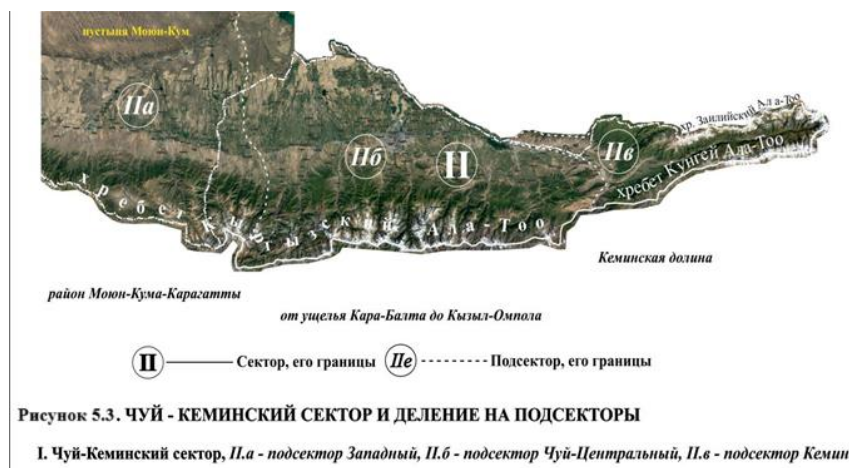 пустыня Моюн-Кум
IIа
IIб
II
IIв
хр. Заилийский Ала-Тоо
хребет Кунгей Ала-Тоо
хребет Кыргызский Ала-Тоо
Кеминская долина
район Моюн-Кума-Карагатты
от ущелья Кара-Балта до Кызыл-Омпола
II Сектор, его границы IIе Подсектор, его границы
Рисунок 5.3. ЧУЙ - КЕМИНСКИЙ СЕКТОР И ДЕЛЕНИЕ НА ПОДСЕКТОРЫ
I. Чуй-Кеминский сектор, II.а - подсектор Западный, II.б - подсектор Чуй-Центральный, II.в - подсектор Кемин